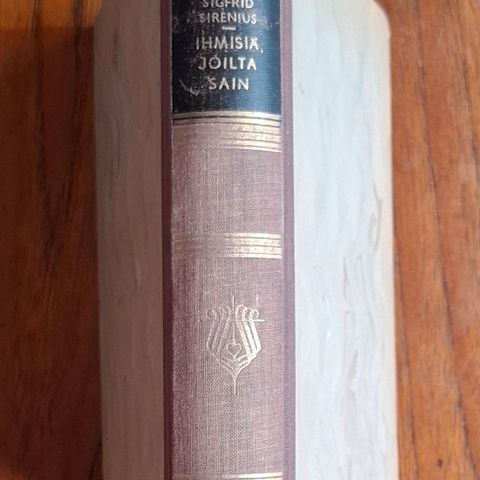 SIGFRID
SIRENIUS
IHMISIÄ,
JOILTA
SAIN